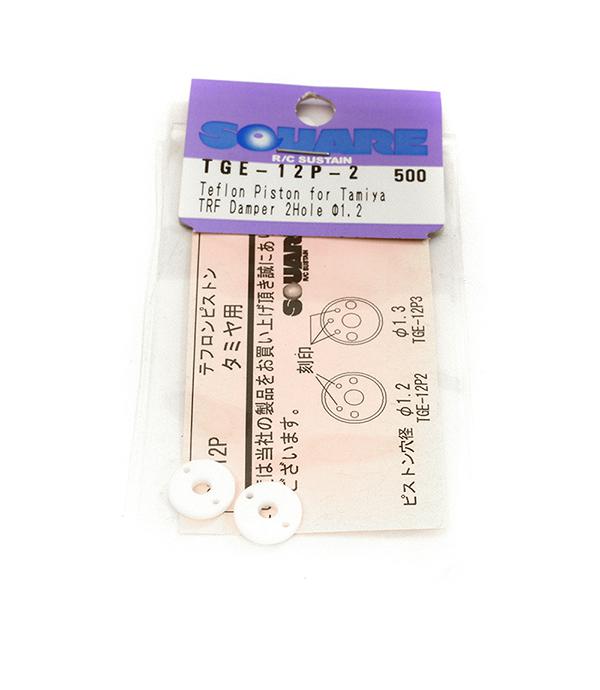 SQUARE
R/C SUSTAIN
TGE-12P-2 500
Teflon Piston for Tamiya
TRF Damper 2Hole Φ1.2
12P
テフロンピストン
タミヤ用
は当社の製品をお買い上げ頂き誠にあ
ございます。
SQUARE
R/C SUSTAIN
刻印
ピストン穴径 φ1.2 φ1.3
TGE-12P2 TGE-12P3